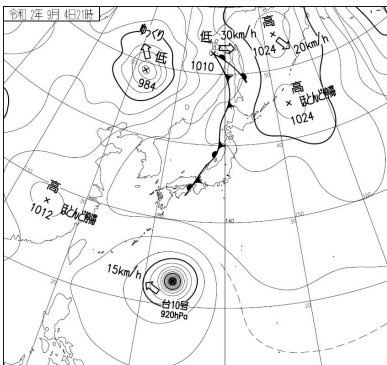 令和 2年 9月 4日21時
ゆっくり
低
984
低
30km/h
1010
高
1024
20km/h
高
ほとんど停滞
1024
高
1012
ほとんど停滞
140
15km/h
台10号
920hPa